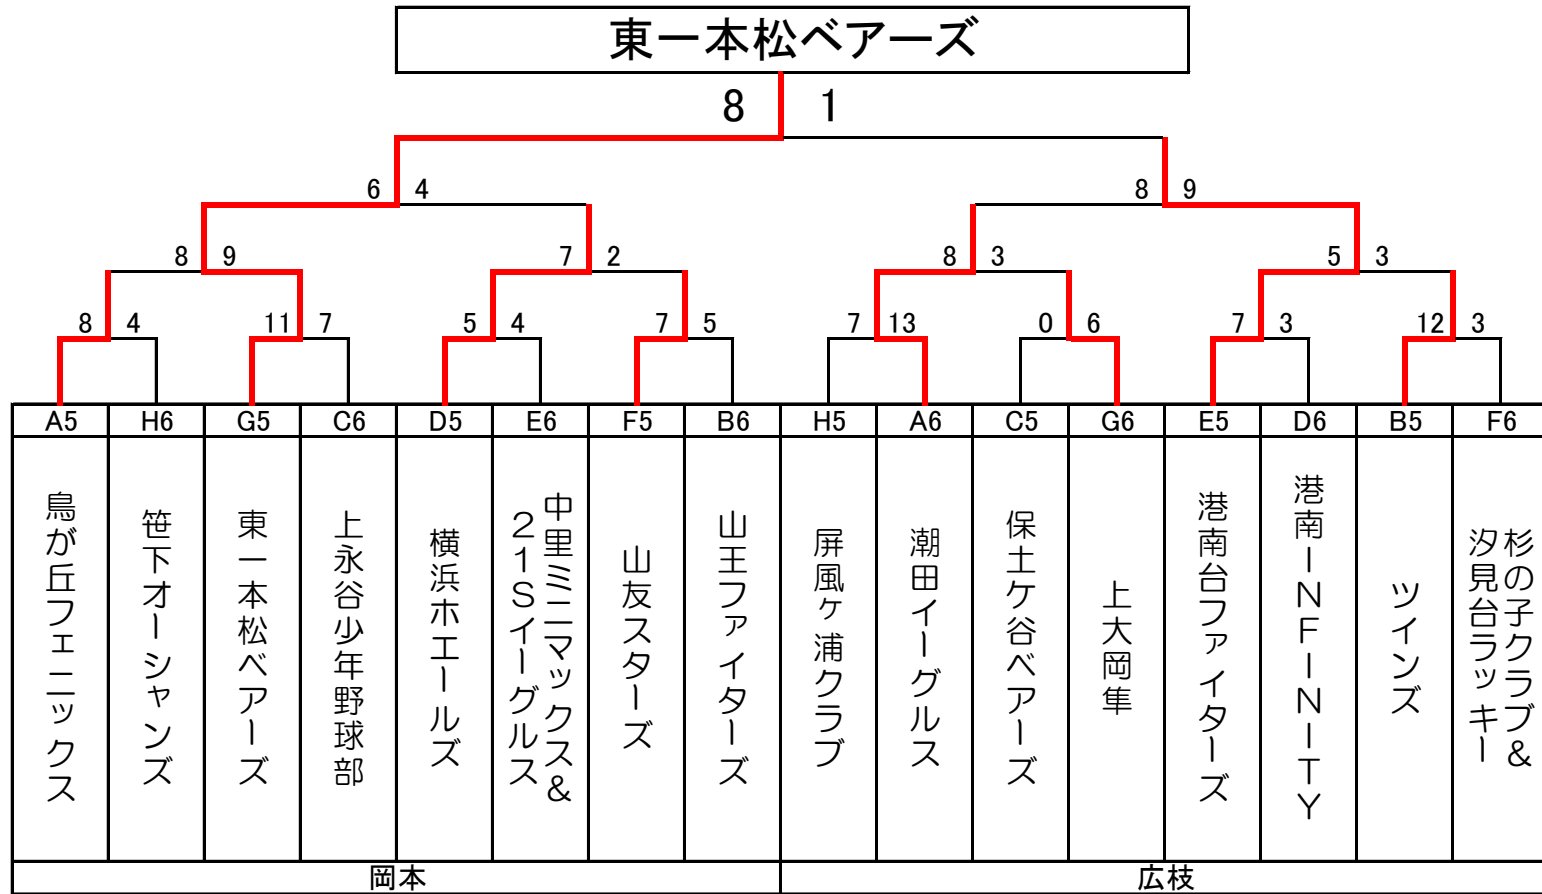 東一本松ベアーズ
8 1
6 4 8 9
8 9 7 2 8 3 5 3
8 4 11 7 5 4 7 5 7 13 0 6 7 3 12 3
A5 H6 G5 C6 D5 E6 F5 B6 H5 A6 C5 G6 E5 D6 B5 F6
鳥が丘フェニックス
笹下オーシャンズ
東一本松ベアーズ
上永谷少年野球部
横浜ホエールズ
中里ミニマックス&
21Sイーグルス
山友スターズ
山王ファイターズ
屏風ヶ浦クラブ
潮田イーグルス
保土ケ谷ベアーズ
上大岡隼
港南台ファイターズ
港南INFINITY
ツインズ
杉の子クラブ&
汐見台ラッキー
岡本 広枝